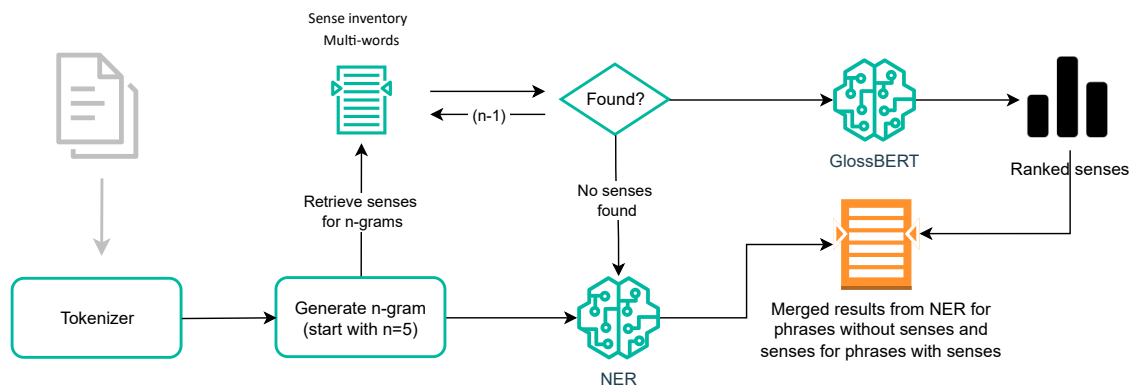 Sense inventory
Multi-words
Found?
(n-1)
GlossBERT
Ranked senses
Retrieve senses
for n-grams
No senses
found
Tokenizer
Generate n-gram
(start with n=5)
NER
Merged results from NER for
phrases without senses and
senses for phrases with senses